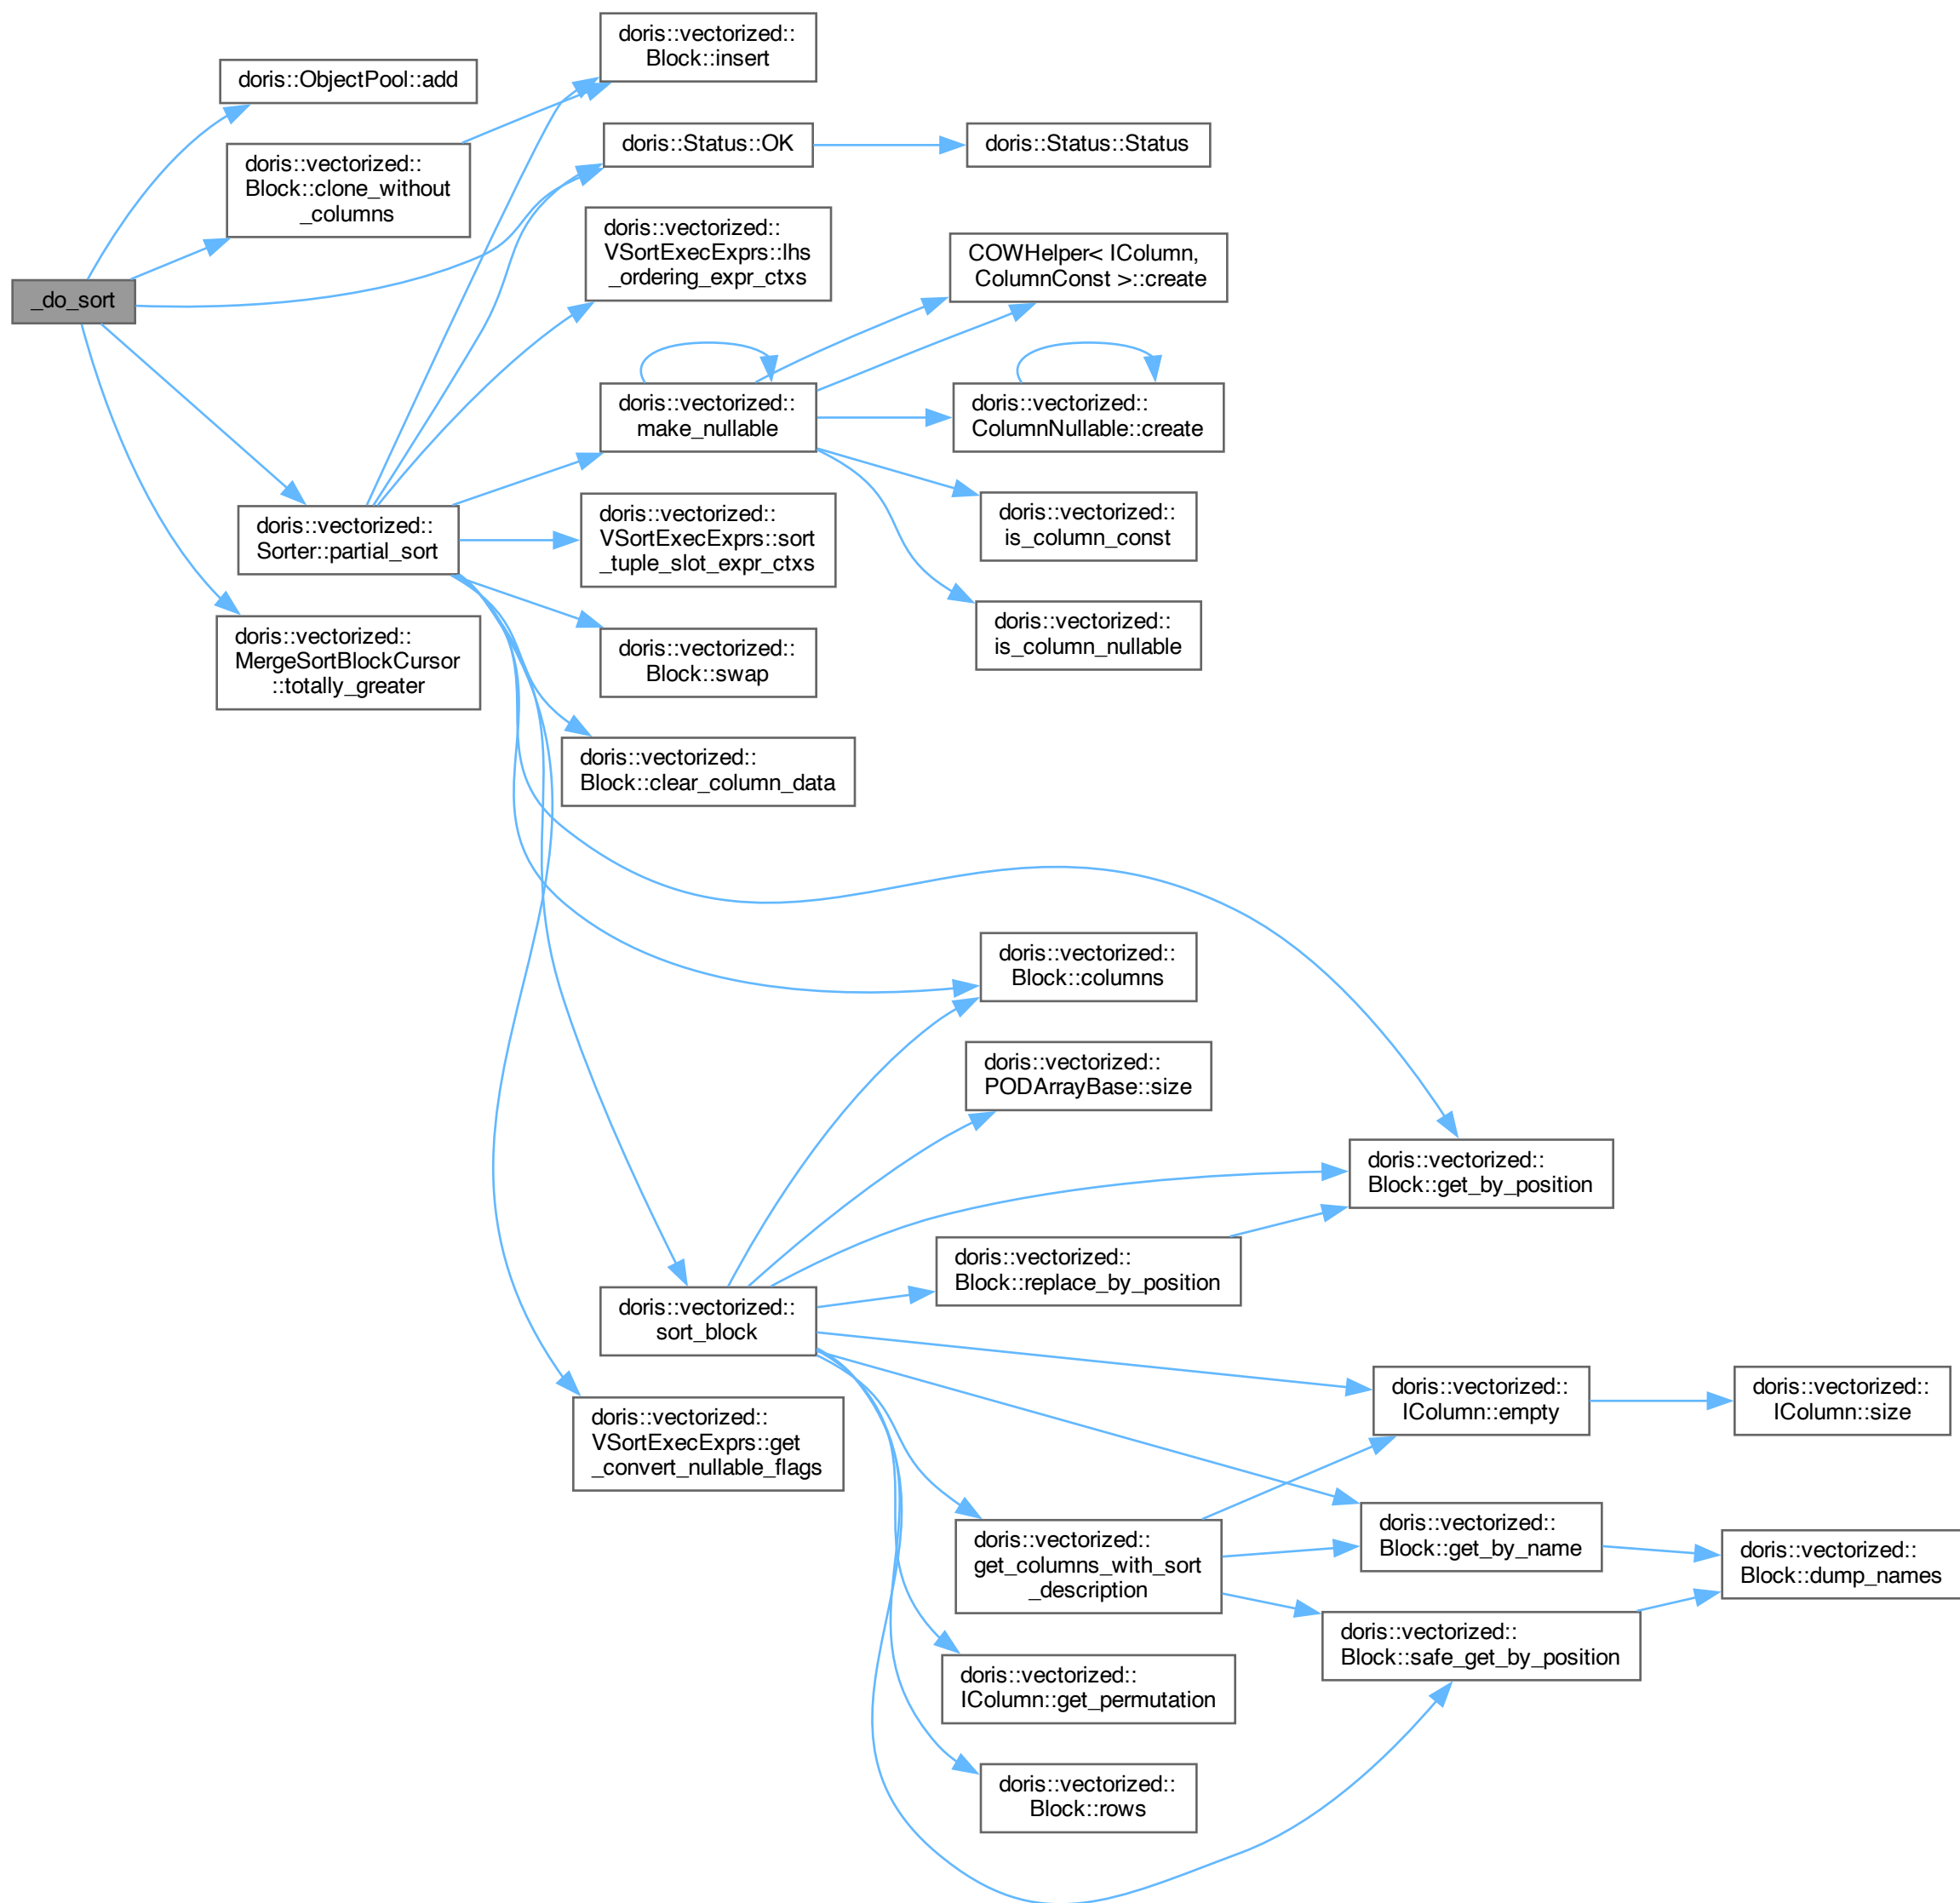 doris::vectorized::
Block::insert
doris::ObjectPool::add
doris::Status::OK
doris::Status::Status
doris::vectorized::
Block::clone_without
_columns
doris::vectorized::
VSortExecExprs::lhs
_ordering_expr_ctxs
COWHelper< IColumn,
ColumnConst >::create
_do_sort
doris::vectorized::
make_nullable
doris::vectorized::
ColumnNullable::create
doris::vectorized::
Sorter::partial_sort
doris::vectorized::
VSortExecExprs::sort
_tuple_slot_expr_ctxs
doris::vectorized::
is_column_const
doris::vectorized::
is_column_nullable
doris::vectorized::
MergeSortBlockCursor
::totally_greater
doris::vectorized::
Block::swap
doris::vectorized::
Block::clear_column_data
doris::vectorized::
Block::columns
doris::vectorized::
PODArrayBase::size
doris::vectorized::
Block::get_by_position
doris::vectorized::
Block::replace_by_position
doris::vectorized::
sort_block
doris::vectorized::
IColumn::empty
doris::vectorized::
IColumn::size
doris::vectorized::
VSortExecExprs::get
_convert_nullable_flags
doris::vectorized::
get_columns_with_sort
_description
doris::vectorized::
Block::get_by_name
doris::vectorized::
Block::dump_names
doris::vectorized::
Block::safe_get_by_position
doris::vectorized::
IColumn::get_permutation
doris::vectorized::
Block::rows